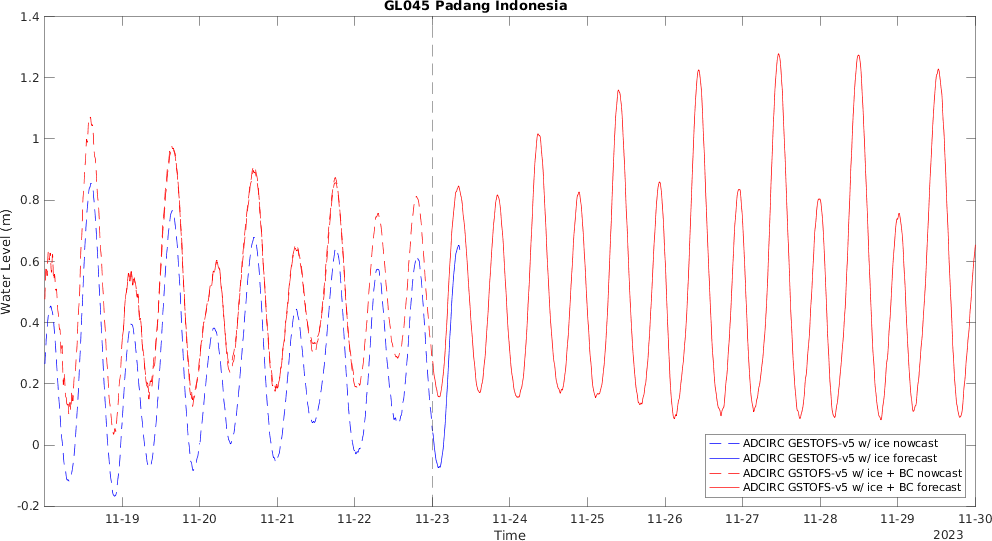 GL045 Padang Indonesia
1.4
1.2
1
0.8
0.6
0.4
0.2
0
-0.2
Water Level (m)
ADCIRC GESTOFS-v5 w/ ice nowcast
ADCIRC GESTOFS-v5 w/ ice forecast
ADCIRC GSTOFS-v5 w/ ice + BC nowcast
ADCIRC GSTOFS-v5 w/ ice + BC forecast
11-19 11-20 11-21 11-22 11-23 11-24 11-25 11-26 11-27 11-28 11-29 11-30
Time
2023